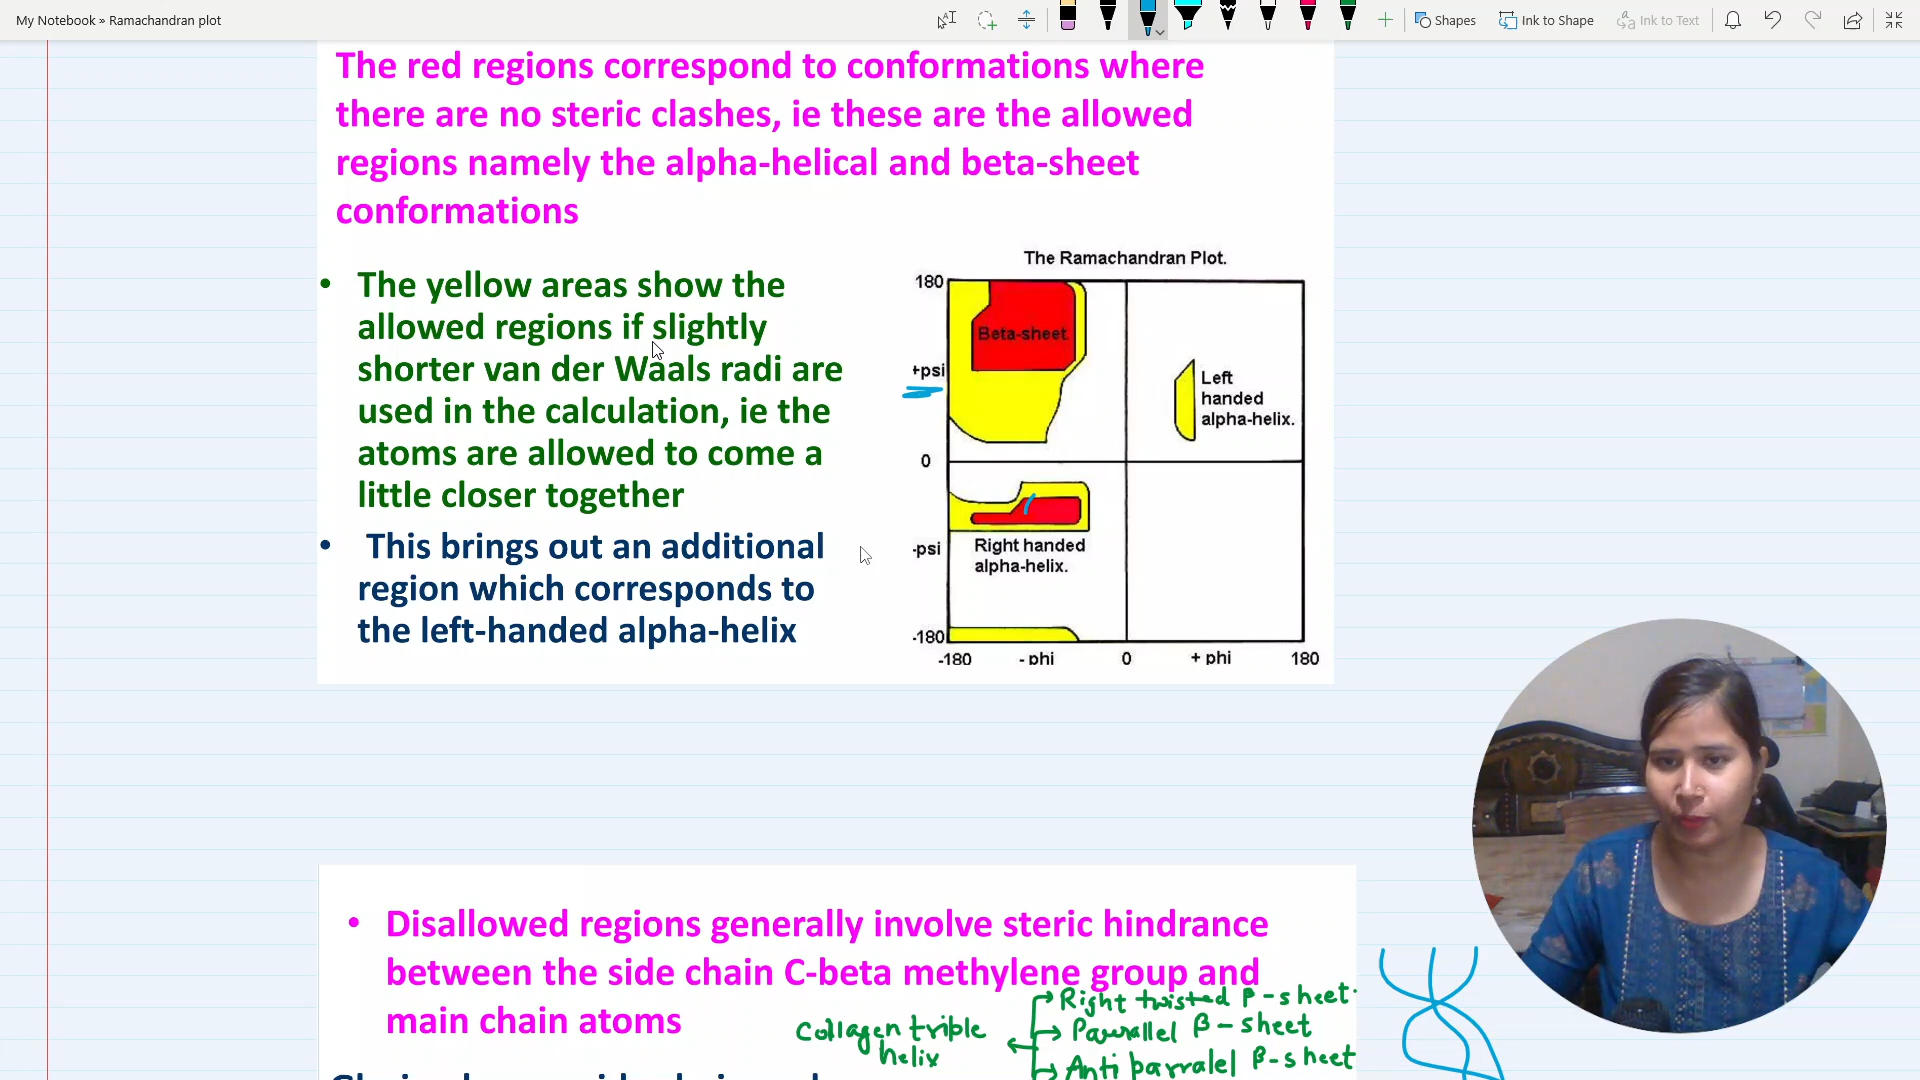 My Notebook » Ramachandran plot
Shapes
Ink to Shape
Ink to Text
The red regions correspond to conformations where
there are no steric clashes, ie these are the allowed
regions namely the alpha-helical and beta-sheet
conformations
• The yellow areas show the
allowed regions if slightly
shorter van der Waals radi are
used in the calculation, ie the
atoms are allowed to come a
little closer together
• This brings out an additional
region which corresponds to
the left-handed alpha-helix
The Ramachandran Plot.
180
Beta-sheet
+psi
Left
handed
alpha-helix.
0
-psi
Right handed
alpha-helix.
-180
-180 - phi 0 + phi 180
• Disallowed regions generally involve steric hindrance
between the side chain C-beta methylene group and
main chain atoms
Collagen triple
helix
Right twisted β-sheet
Parrallel β-sheet
Anti parralel β-sheet